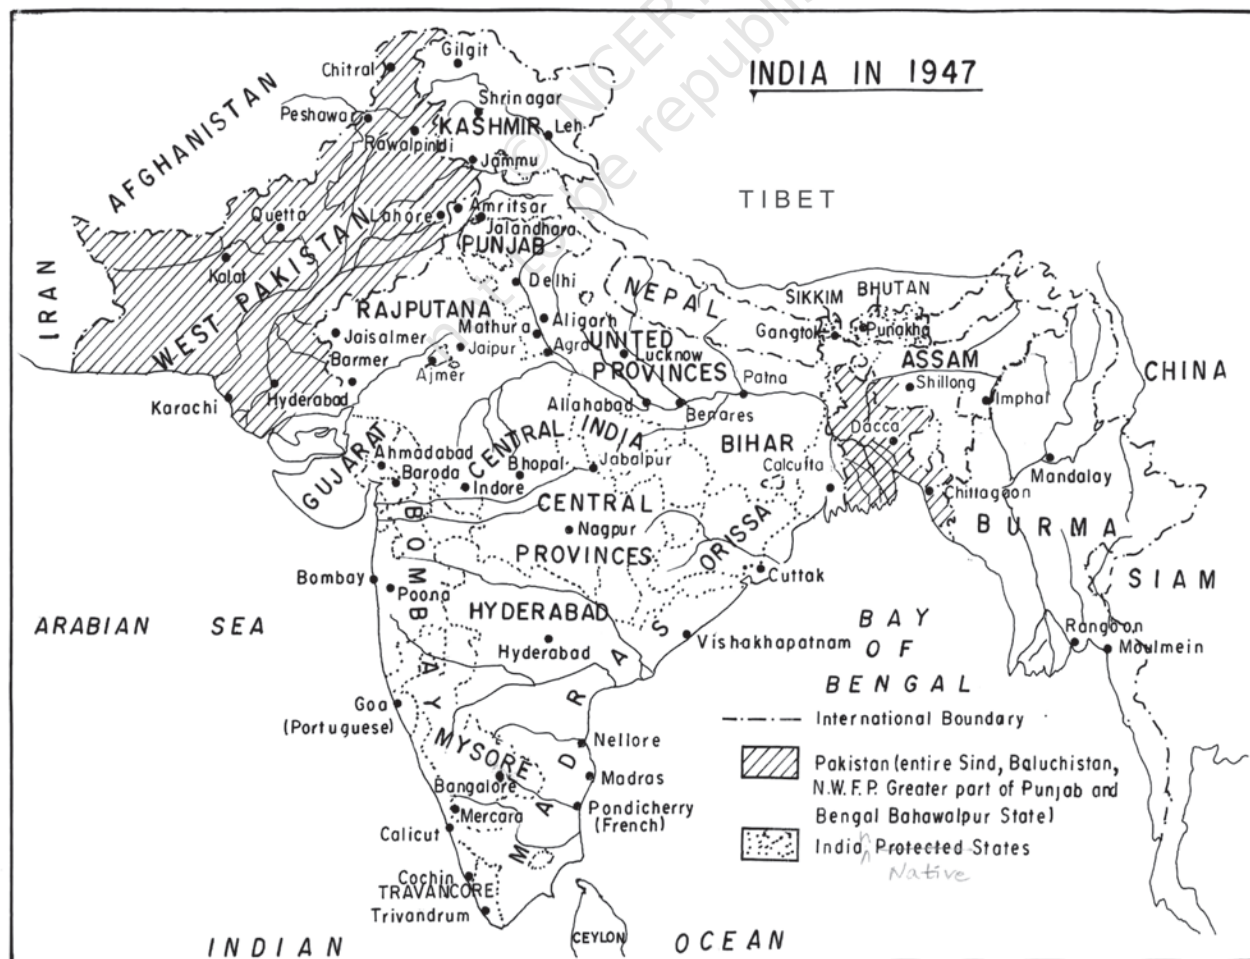 © NCERT
not to be republi
INDIA IN 1947
Gilgit
Chitral
AFGHANISTAN
Shrinagar
Peshawar
KASHMIR
Leh
Rawalpindi
Jammu
TIBET
Quetta
Lahore
Amritsar
Jalandhara
PUNJAB
Kalat
WEST PAKISTAN
IRAN
Delhi
NEPAL
SIKKIM
BHUTAN
RAJPUTANA
Jaisalmer
Mathura
Aligarh
Gangtok
Punakha
Barmer
Jaipur
Agra
UNITED
PROVINCES
Lucknow
ASSAM
Ajmer
Patna
Shillong
CHINA
Karachi
Hyderabad
Allahabad
Benares
Imphal
GUJARAT
Ahmadabad
CENTRAL INDIA
BIHAR
Dacca
Baroda
Indore
Bhopal
Jabalpur
Calcutta
Mandalay
Chittagaon
CENTRAL
PROVINCES
Nagpur
ORISSA
BURMA
BOMBAY
Bombay
Poona
Cuttak
SIAM
HYDERABAD
Hyderabad
Vishakhapatnam
ARABIAN SEA
BAY
OF
BENGAL
Rangoon
Moulmein
Goa
(Portuguese)
MADRAS
MYSORE
Nellore
Bangalore
Madras
Mercara
Pondicherry
(French)
Calicut
Cochin
TRAVANCORE
Trivandrum
CEYLON
INDIAN OCEAN
International Boundary
Pakistan (entire Sind, Baluchistan,
N.W.F.P. Greater part of Punjab and
Bengal Bahawalpur State)
India Protected States
Native